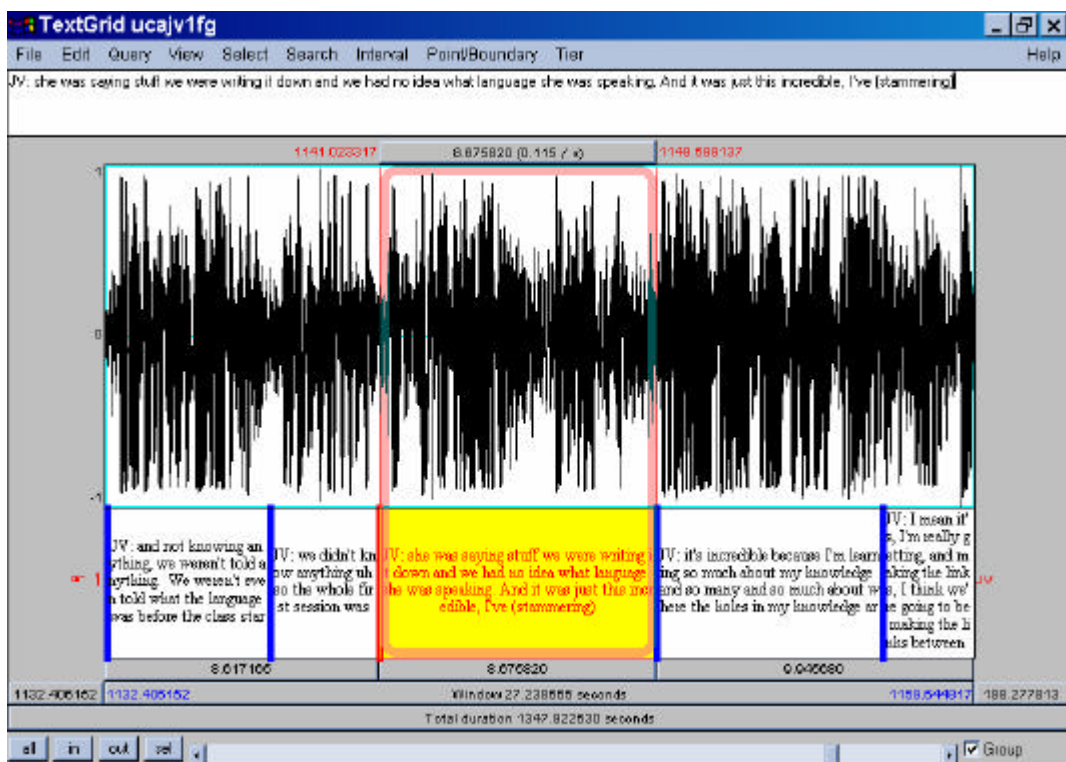 TextGrid ucajv1fg
File Edit Query View Select Search Interval Point/Boundary Tier Help
JV: she was saying stuff we were writing it down and we had no idea what language she was speaking. And it was just this incredible, I've (stammering)
1141.023317 8.675820 (0.115 / s) 1149.699137
1
0
-1
JV: and not knowing an
ything, we weren't told a
nything. We weren't eve
n told what the language
was before the class star
JV: we didn't kn
ow anything uh
so the whole fir
st session was
JV: she was saying stuff we were writing i
t down and we had no idea what language
she was speaking. And it was just this incr
edible, I've (stammering)
JV: it's incredible because I'm learn
ing so much about my knowledge
and so many and so much about w
here the holes in my knowledge ar
JV: I mean it'
s, I'm really g
etting, and m
aking the link
s, I think we'
re going to be
making the li
nks between
1
JV
8.617165 8.675820 9.945680
1132.406152 1132.406152 Window 27.238665 seconds 1159.644817 188.277813
Total duration 1347.922630 seconds
all in out sel Group